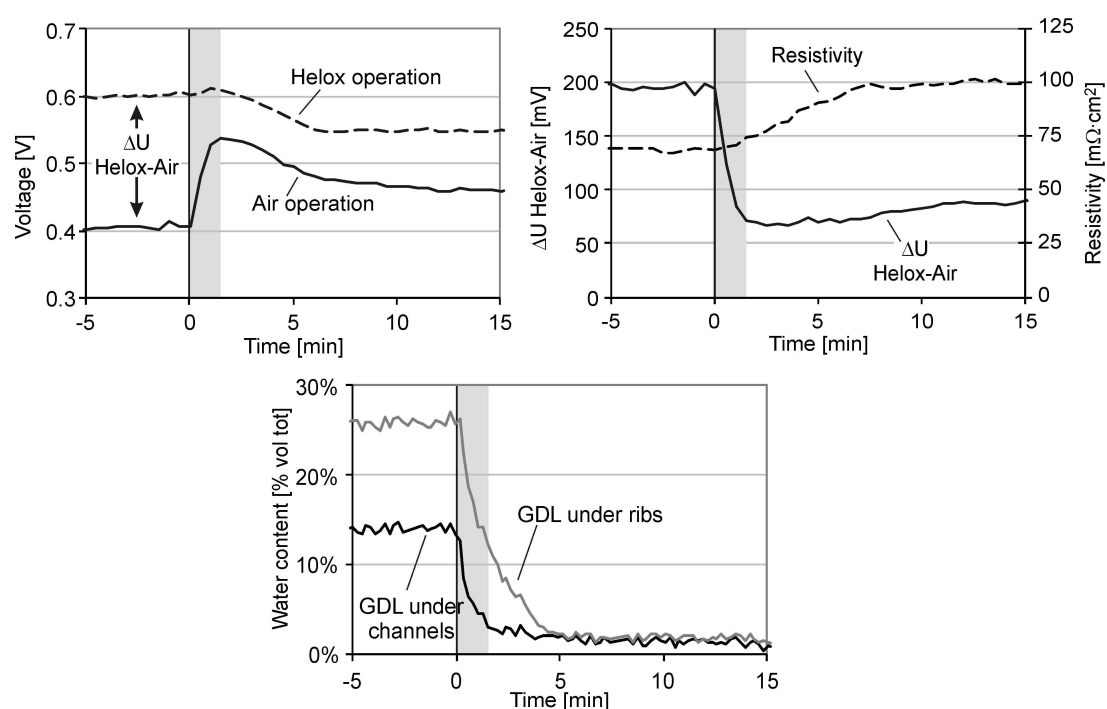 0.7
0.6
0.5
0.4
0.3
Voltage [V]
Helox operation
ΔU
Helox-Air
Air operation
-5 0 5 10 15
Time [min]
250
200
150
100
50
0
ΔU Helox-Air [mV]
Resistivity
ΔU
Helox-Air
125
100
75
50
25
0
Resistivity [mΩ·cm²]
-5 0 5 10 15
Time [min]
30%
20%
10%
0%
Water content [% vol tot]
GDL under ribs
GDL under
channels
-5 0 5 10 15
Time [min]